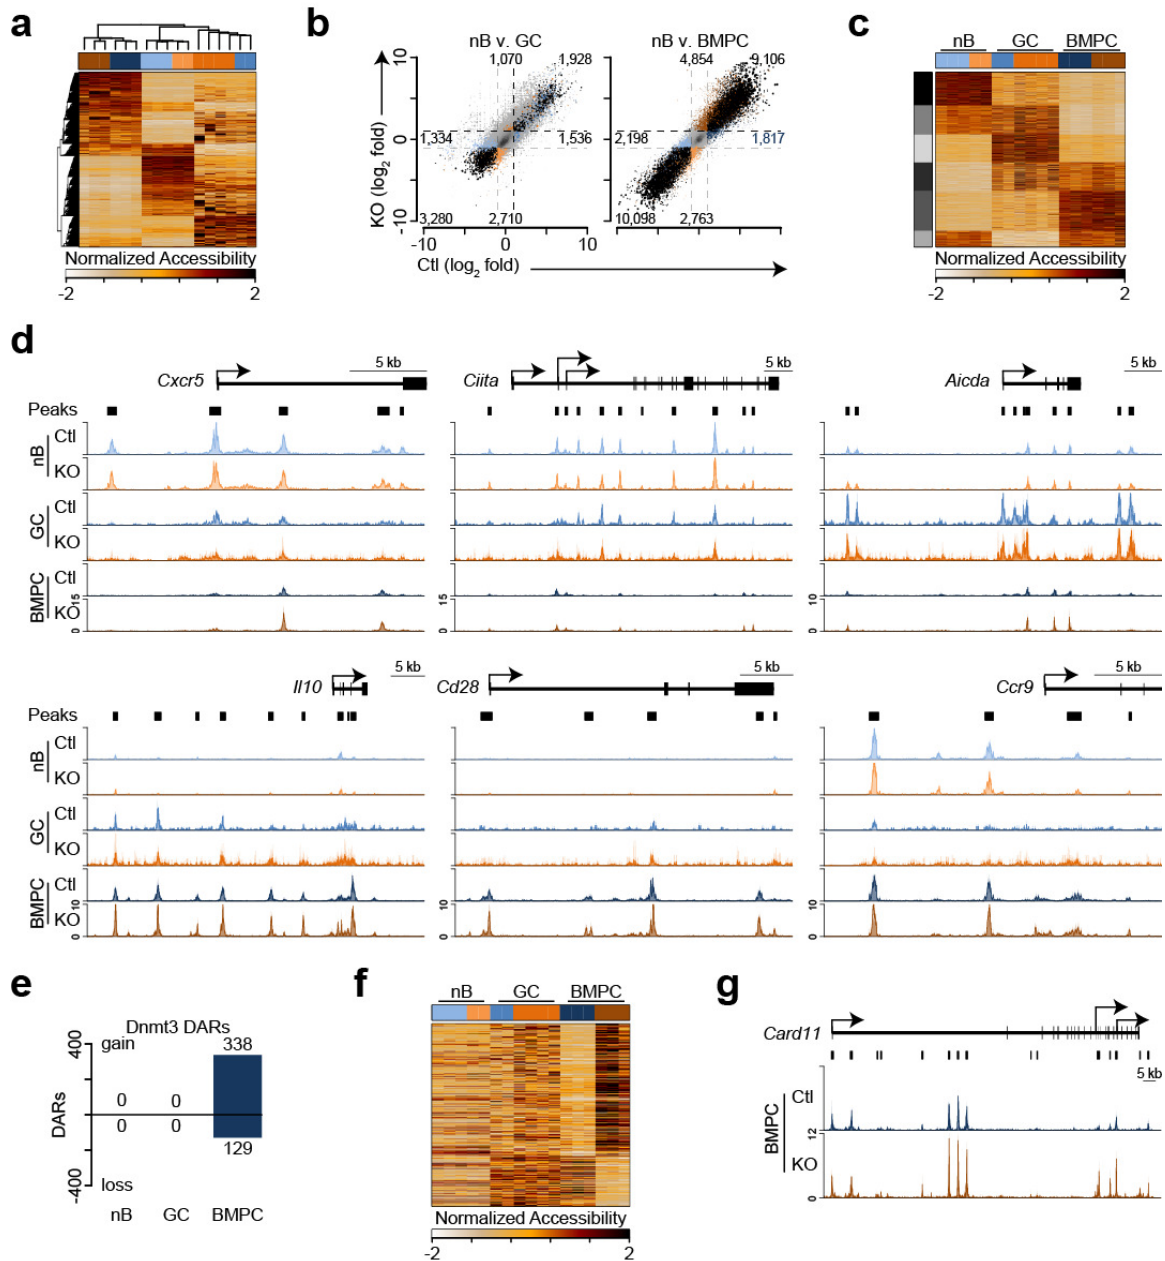 a
Normalized Accessibility
-2 2
b
nB v. GC nB v. BMPC
10 1,070 1,928 4,854 9,106
KO (log2 fold)
0 1,334 1,536 2,198 1,817
-10 3,280 2,710 10,098 2,763
-10 0 10
Ctl (log2 fold)
c
nB GC BMPC
Normalized Accessibility
-2 2
d
5 kb 5 kb 5 kb
Cxcr5 Ciita Aicda
Peaks
nB Ctl
KO
GC Ctl
KO
BMPC Ctl
KO
0 15 0 10
5 kb 5 kb 5 kb
Il10 Cd28 Ccr9
Peaks
nB Ctl
KO
GC Ctl
KO
BMPC Ctl
KO
0 10 0 10 0 10
e
Dnmt3 DARs
400 gain 338
DARs
0 0
0 0
129
-400 loss
nB GC BMPC
f
nB GC BMPC
Normalized Accessibility
-2 2
g
Card11
5 kb
BMPC Ctl
KO
0 12